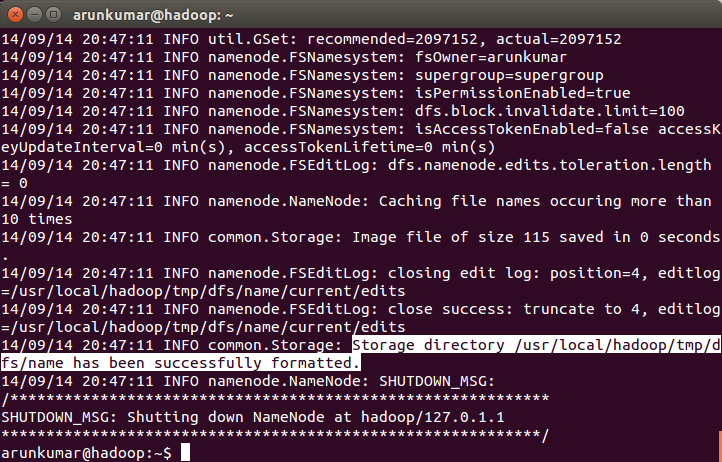 arunkumar@hadoop: ~
14/09/14 20:47:11 INFO util.GSet: recommended=2097152, actual=2097152
14/09/14 20:47:11 INFO namenode.FSNamesystem: fsOwner=arunkumar
14/09/14 20:47:11 INFO namenode.FSNamesystem: supergroup=supergroup
14/09/14 20:47:11 INFO namenode.FSNamesystem: isPermissionEnabled=true
14/09/14 20:47:11 INFO namenode.FSNamesystem: dfs.block.invalidate.limit=100
14/09/14 20:47:11 INFO namenode.FSNamesystem: isAccessTokenEnabled=false accessK
eyUpdateInterval=0 min(s), accessTokenLifetime=0 min(s)
14/09/14 20:47:11 INFO namenode.FSEditLog: dfs.namenode.edits.toleration.length
= 0
14/09/14 20:47:11 INFO namenode.NameNode: Caching file names occuring more than
10 times
14/09/14 20:47:11 INFO common.Storage: Image file of size 115 saved in 0 seconds
.
14/09/14 20:47:11 INFO namenode.FSEditLog: closing edit log: position=4, editlog
=/usr/local/hadoop/tmp/dfs/name/current/edits
14/09/14 20:47:11 INFO namenode.FSEditLog: close success: truncate to 4, editlog
=/usr/local/hadoop/tmp/dfs/name/current/edits
14/09/14 20:47:11 INFO common.Storage: Storage directory /usr/local/hadoop/tmp/d
fs/name has been successfully formatted.
14/09/14 20:47:11 INFO namenode.NameNode: SHUTDOWN_MSG:
/************************************************************
SHUTDOWN_MSG: Shutting down NameNode at hadoop/127.0.1.1
************************************************************/
arunkumar@hadoop:~$